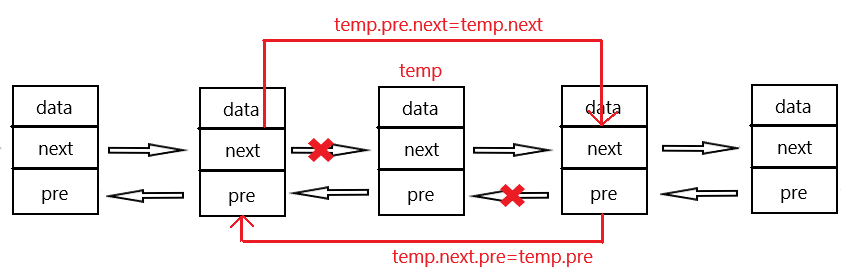 temp.pre.next=temp.next
temp
data data data data data
next next next next next
pre pre pre pre pre
temp.next.pre=temp.pre